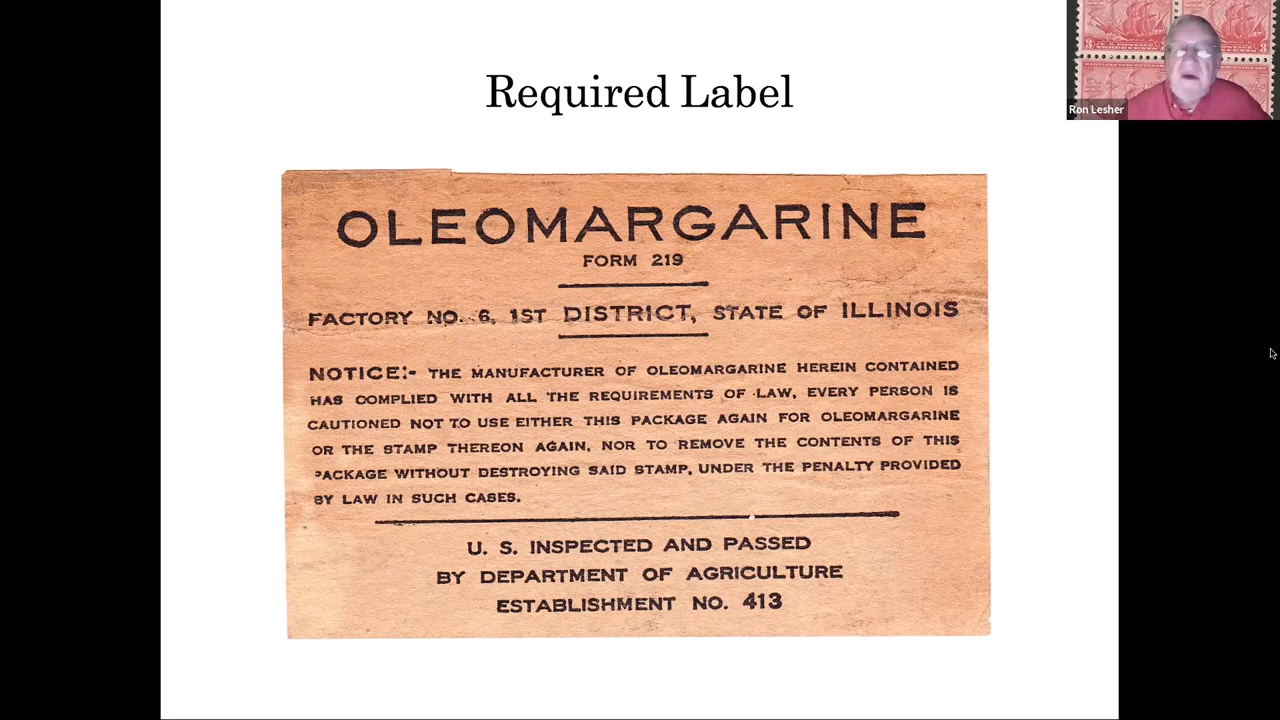 Required Label
Ron Lesher
OLEOMARGARINE
FORM 219
FACTORY NO. 6, 1ST DISTRICT, STATE OF ILLINOIS
NOTICE:- THE MANUFACTURER OF OLEOMARGARINE HEREIN CONTAINED
HAS COMPLIED WITH ALL THE REQUIREMENTS OF LAW, EVERY PERSON IS
CAUTIONED NOT TO USE EITHER THIS PACKAGE AGAIN FOR OLEOMARGARINE
OR THE STAMP THEREON AGAIN, NOR TO REMOVE THE CONTENTS OF THIS
PACKAGE WITHOUT DESTROYING SAID STAMP, UNDER THE PENALTY PROVIDED
BY LAW IN SUCH CASES.
U. S. INSPECTED AND PASSED
BY DEPARTMENT OF AGRICULTURE
ESTABLISHMENT NO. 413